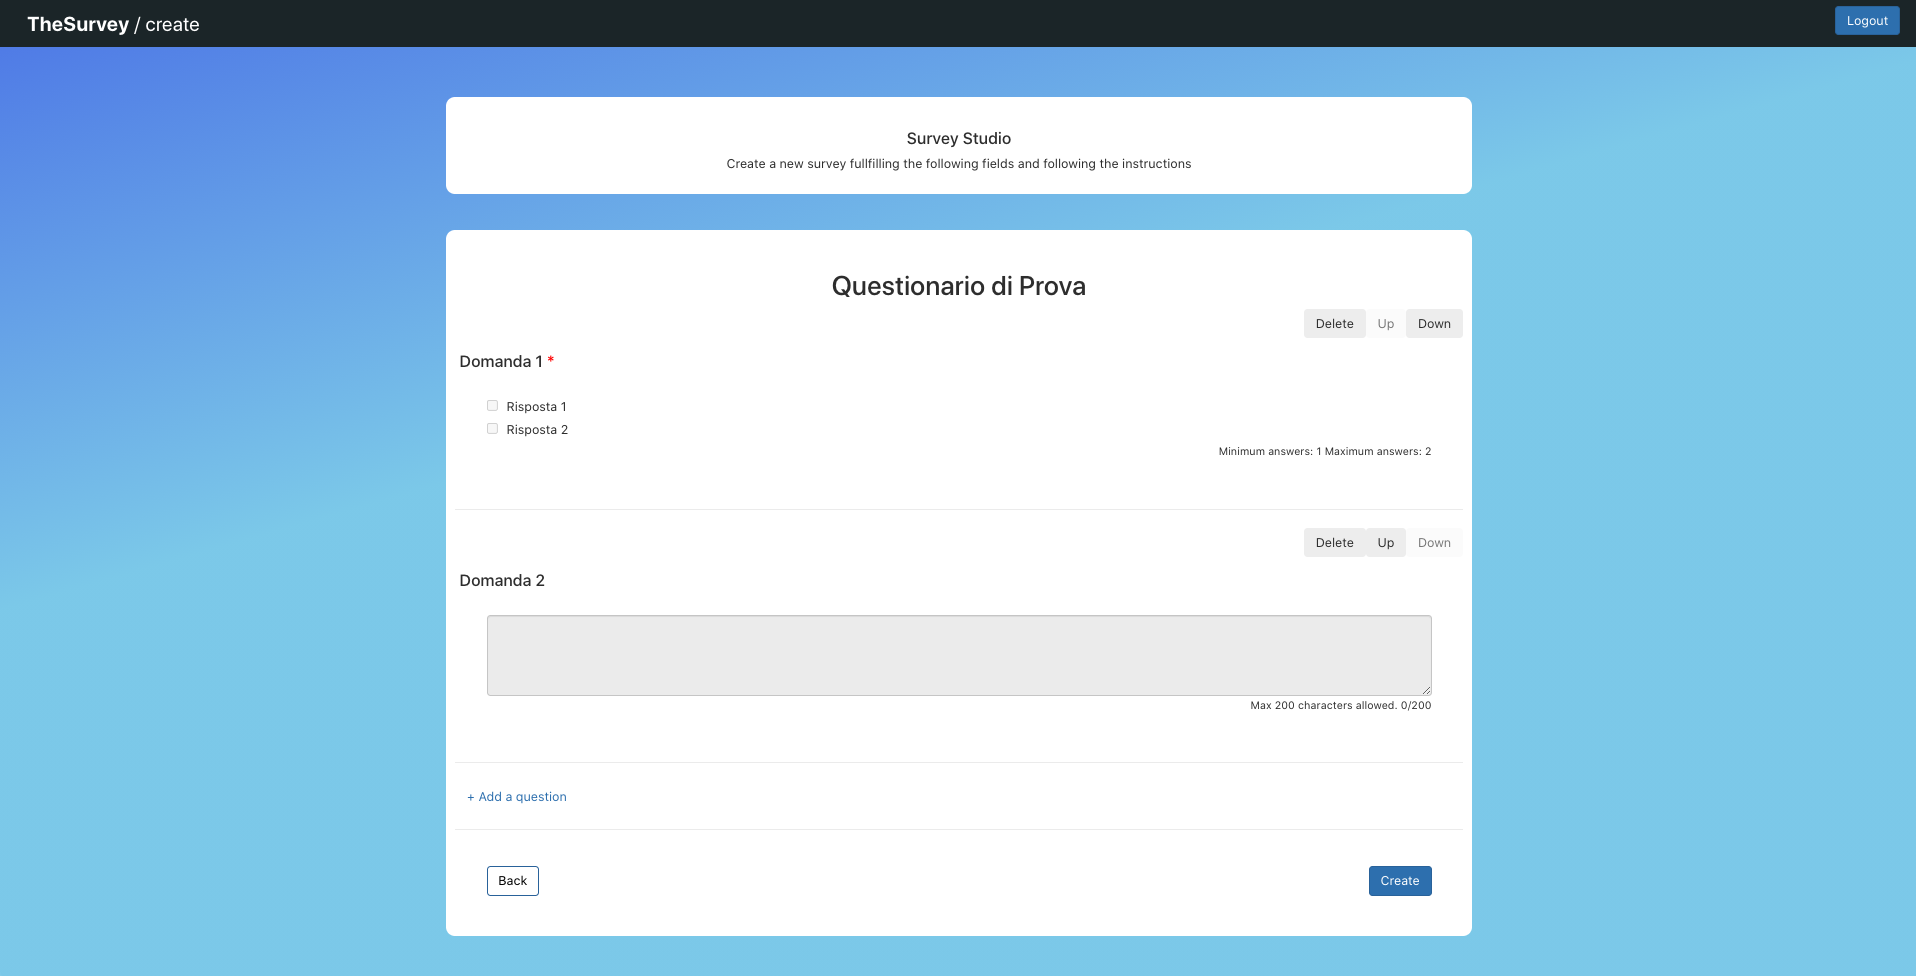 TheSurvey / create
Logout
Survey Studio
Create a new survey fullfilling the following fields and following the instructions
Questionario di Prova
Delete Up Down
Domanda 1 *
Risposta 1
Risposta 2
Minimum answers: 1 Maximum answers: 2
Delete Up Down
Domanda 2
Max 200 characters allowed. 0/200
+ Add a question
Back
Create